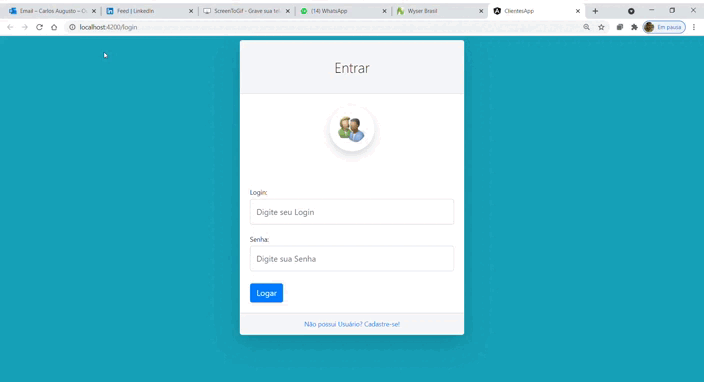 Email – Carlos Augusto – O
Feed | LinkedIn
ScreenToGif - Grave sua tel
(14) WhatsApp
Wyser Brasil
ClientesApp
localhost:4200/login
Em pausa
Entrar
Login:
Digite seu Login
Senha:
Digite sua Senha
Logar
Não possui Usuário? Cadastre-se!